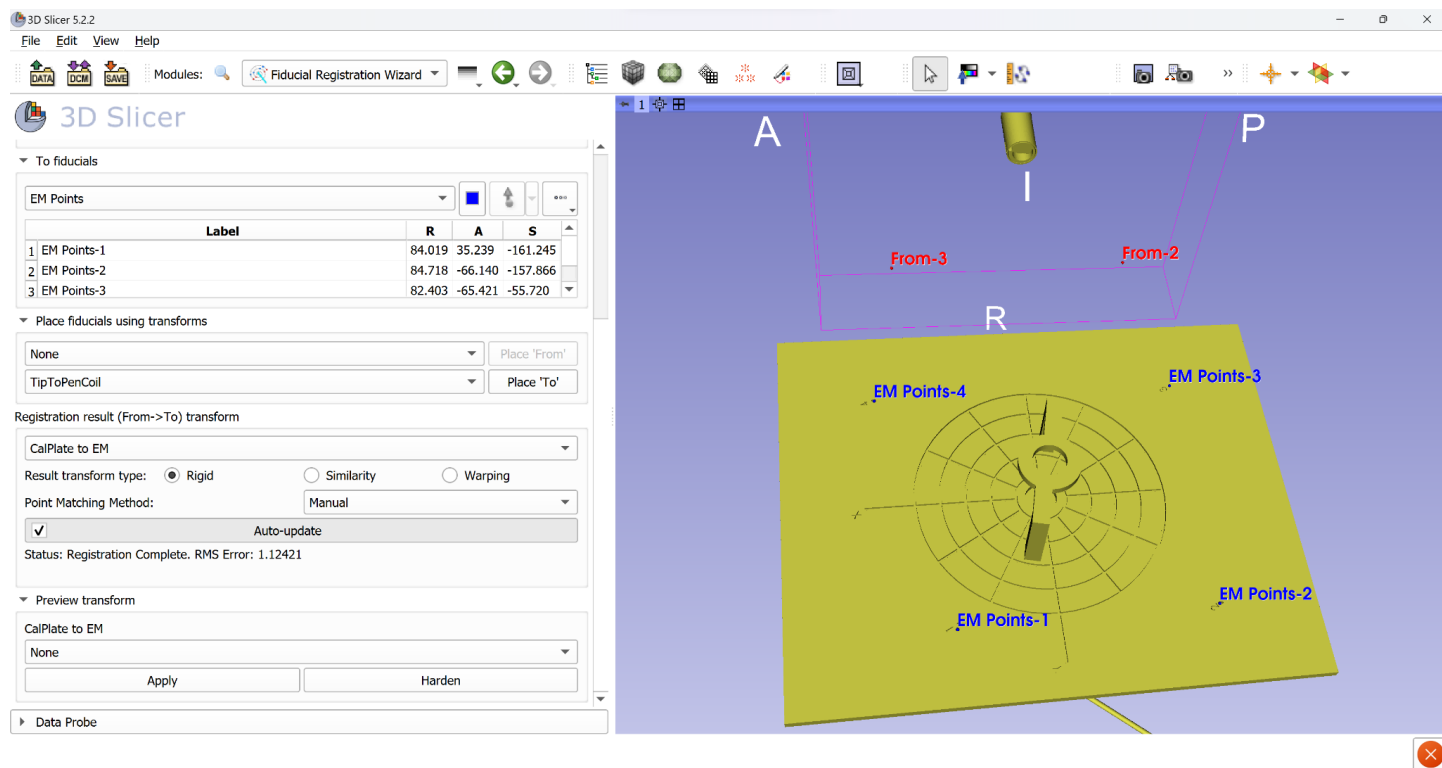 3D Slicer 5.2.2
File Edit View Help
DATA DCM SAVE Modules: Fiducial Registration Wizard »
3D Slicer
1
To fiducials
EM Points
Label R A S
1 EM Points-1 84.019 35.239 -161.245
2 EM Points-2 84.718 -66.140 -157.866
3 EM Points-3 82.403 -65.421 -55.720
Place fiducials using transforms
None Place 'From'
TipToPenCoil Place 'To'
Registration result (From->To) transform
CalPlate to EM
Result transform type: Rigid Similarity Warping
Point Matching Method: Manual
Auto-update
Status: Registration Complete. RMS Error: 1.12421
Preview transform
CalPlate to EM
None
Apply Harden
Data Probe
A P
I
From-3 From-2
R
EM Points-4 EM Points-3
EM Points-1 EM Points-2